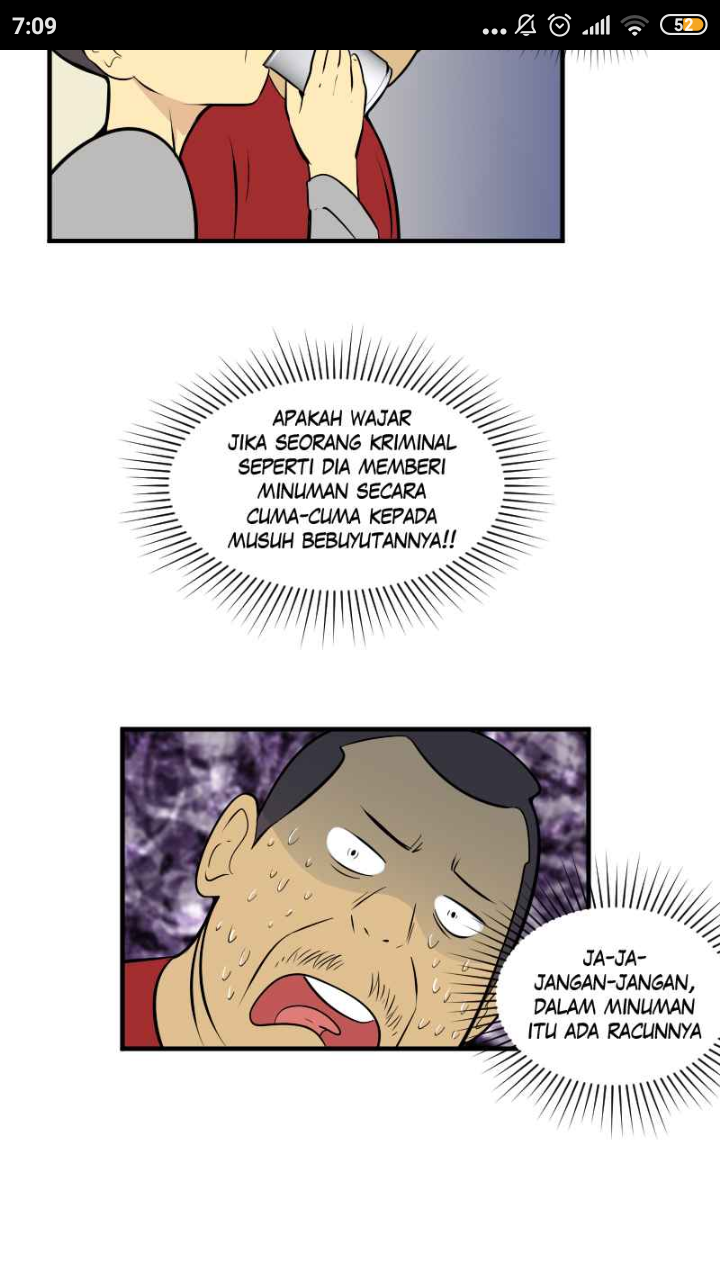 7:09
52
APAKAH WAJAR
JIKA SEORANG KRIMINAL
SEPERTI DIA MEMBERI
MINUMAN SECARA
CUMA-CUMA KEPADA
MUSUH BEBUYUTANNYA!!
JA-JA-
JANGAN-JANGAN,
DALAM MINUMAN
ITU ADA RACUNNYA